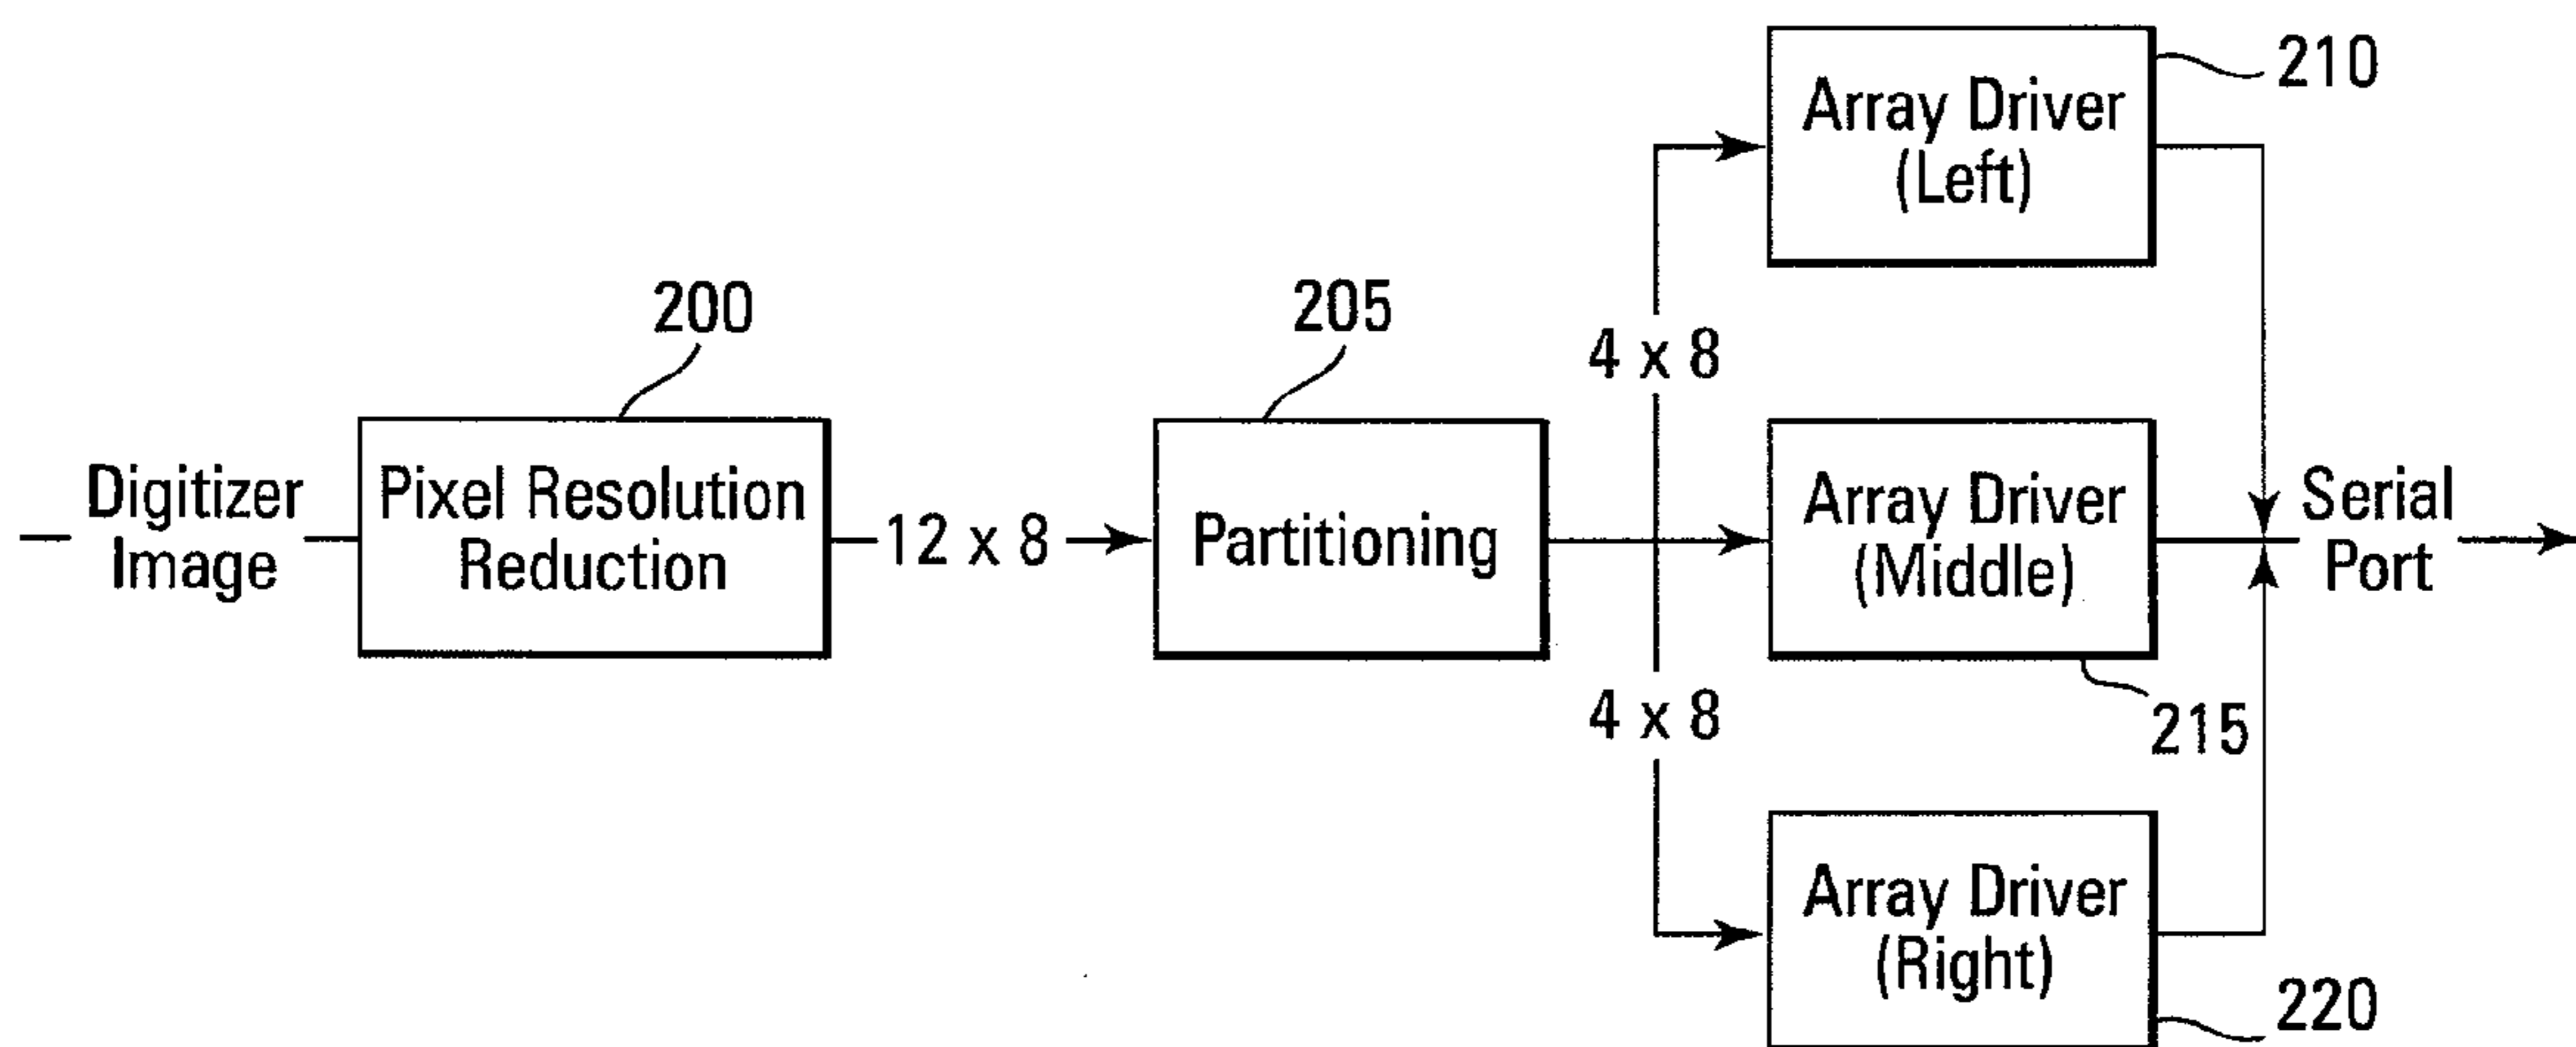 210
Array Driver
(Left)
200
205
4 x 8
Digitizer
Image
Pixel Resolution
Reduction
12 x 8
Partitioning
Array Driver
(Middle)
Serial
Port
4 x 8
215
Array Driver
(Right)
220